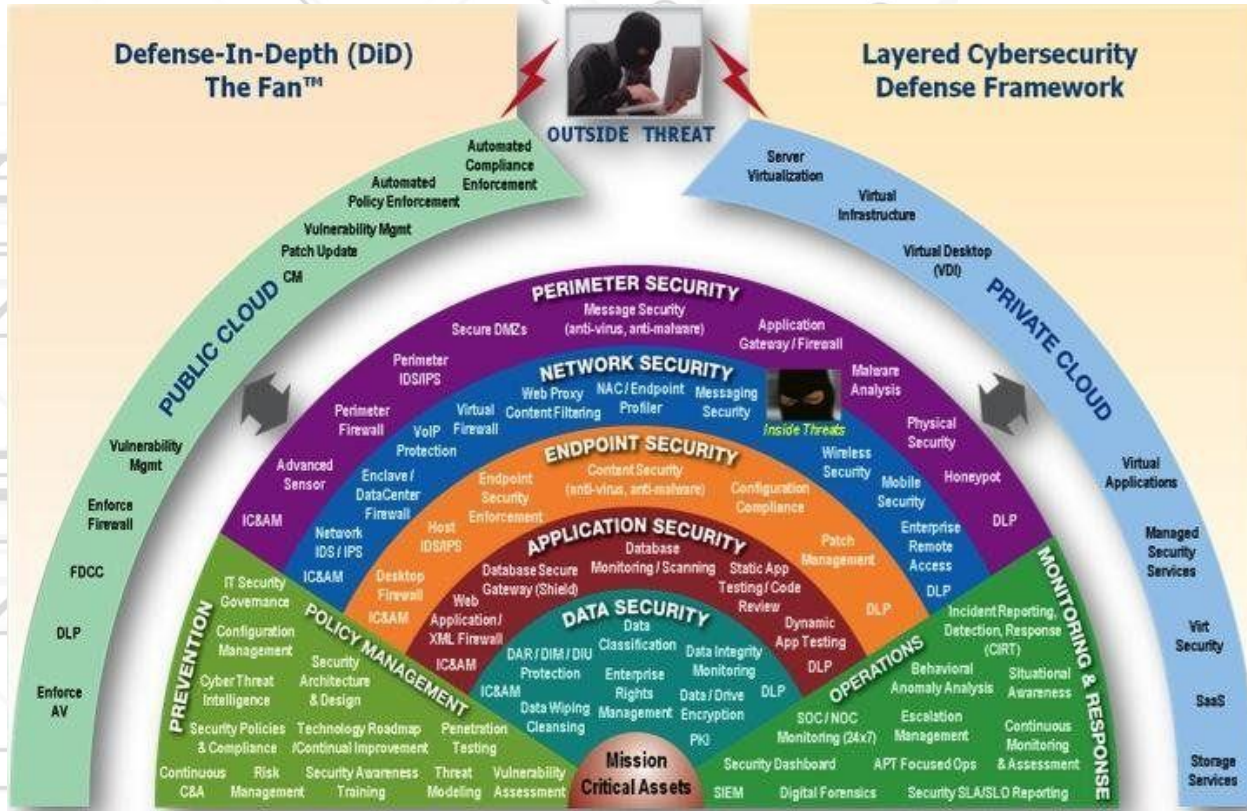 Defense-In-Depth (DiD)
The Fan™
OUTSIDE THREAT
Layered Cybersecurity
Defense Framework
PUBLIC CLOUD
Automated
Compliance
Enforcement
Automated
Policy Enforcement
Vulnerability Mgmt
Patch Update
CM
Vulnerability
Mgmt
Enforce
Firewall
FDCC
DLP
Enforce
AV
PRIVATE CLOUD
Server
Virtualization
Virtual
Infrastructure
Virtual Desktop
(VDI)
Virtual
Applications
Managed
Security
Services
Virt
Security
SaaS
Storage
Services
PERIMETER SECURITY
Message Security
(anti-virus, anti-malware)
Secure DMZs
Perimeter
IDS/IPS
Perimeter
Firewall
Advanced
Sensor
IC&AM
Application
Gateway / Firewall
Malware
Analysis
Physical
Security
Honeypot
DLP
NETWORK SECURITY
Web Proxy
Content Filtering
NAC / Endpoint
Profiler
Messaging
Security
Inside Threats
Virtual
Firewall
VoIP
Protection
Enclave /
DataCenter
Firewall
Network
IDS / IPS
IC&AM
Wireless
Security
Mobile
Security
Enterprise
Remote
Access
DLP
ENDPOINT SECURITY
Content Security
(anti-virus, anti-malware)
Endpoint
Security
Enforcement
Host
IDS/IPS
Desktop
Firewall
IC&AM
Configuration
Compliance
Patch
Management
DLP
APPLICATION SECURITY
Database
Monitoring / Scanning
Database Secure
Gateway (Shield)
Web
Application /
XML Firewall
IC&AM
Static App
Testing / Code
Review
Dynamic
App Testing
DLP
DATA SECURITY
Data
Classification
DAR / DIM / DIU
Protection
Data Integrity
Monitoring
IC&AM
Enterprise
Rights
Management
Data / Drive
Encryption
DLP
Data Wiping
Cleansing
PKI
Mission
Critical Assets
PREVENTION
POLICY MANAGEMENT
IT Security
Governance
Configuration
Management
Security
Architecture
& Design
Cyber Threat
Intelligence
Security Policies
& Compliance
Technology Roadmap
/Continual Improvement
Penetration
Testing
Continuous
C&A
Risk
Management
Security Awareness
Training
Threat
Modeling
Vulnerability
Assessment
OPERATIONS
MONITORING & RESPONSE
Incident Reporting,
Detection, Response
(CIRT)
Behavioral
Anomaly Analysis
Situational
Awareness
SOC / NOC
Monitoring (24x7)
Escalation
Management
Continuous
Monitoring
& Assessment
Security Dashboard
APT Focused Ops
SIEM
Digital Forensics
Security SLA/SLO Reporting